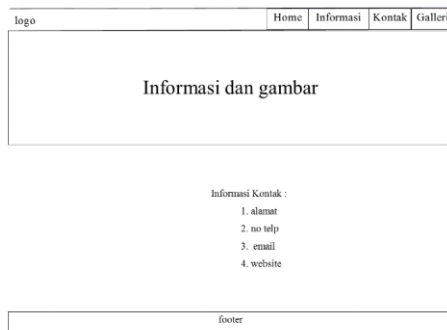 logo Home Informasi Kontak Galleri
Informasi dan gambar
Informasi Kontak :
1. alamat
2. no telp
3. email
4. website
footer